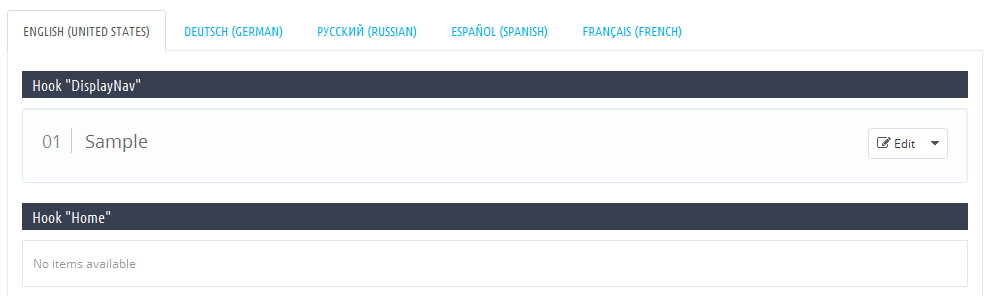 ENGLISH (UNITED STATES) DEUTSCH (GERMAN) РУССКИЙ (RUSSIAN) ESPAÑOL (SPANISH) FRANÇAIS (FRENCH)
Hook "DisplayNav"
01 Sample Edit
Hook "Home"
No items available